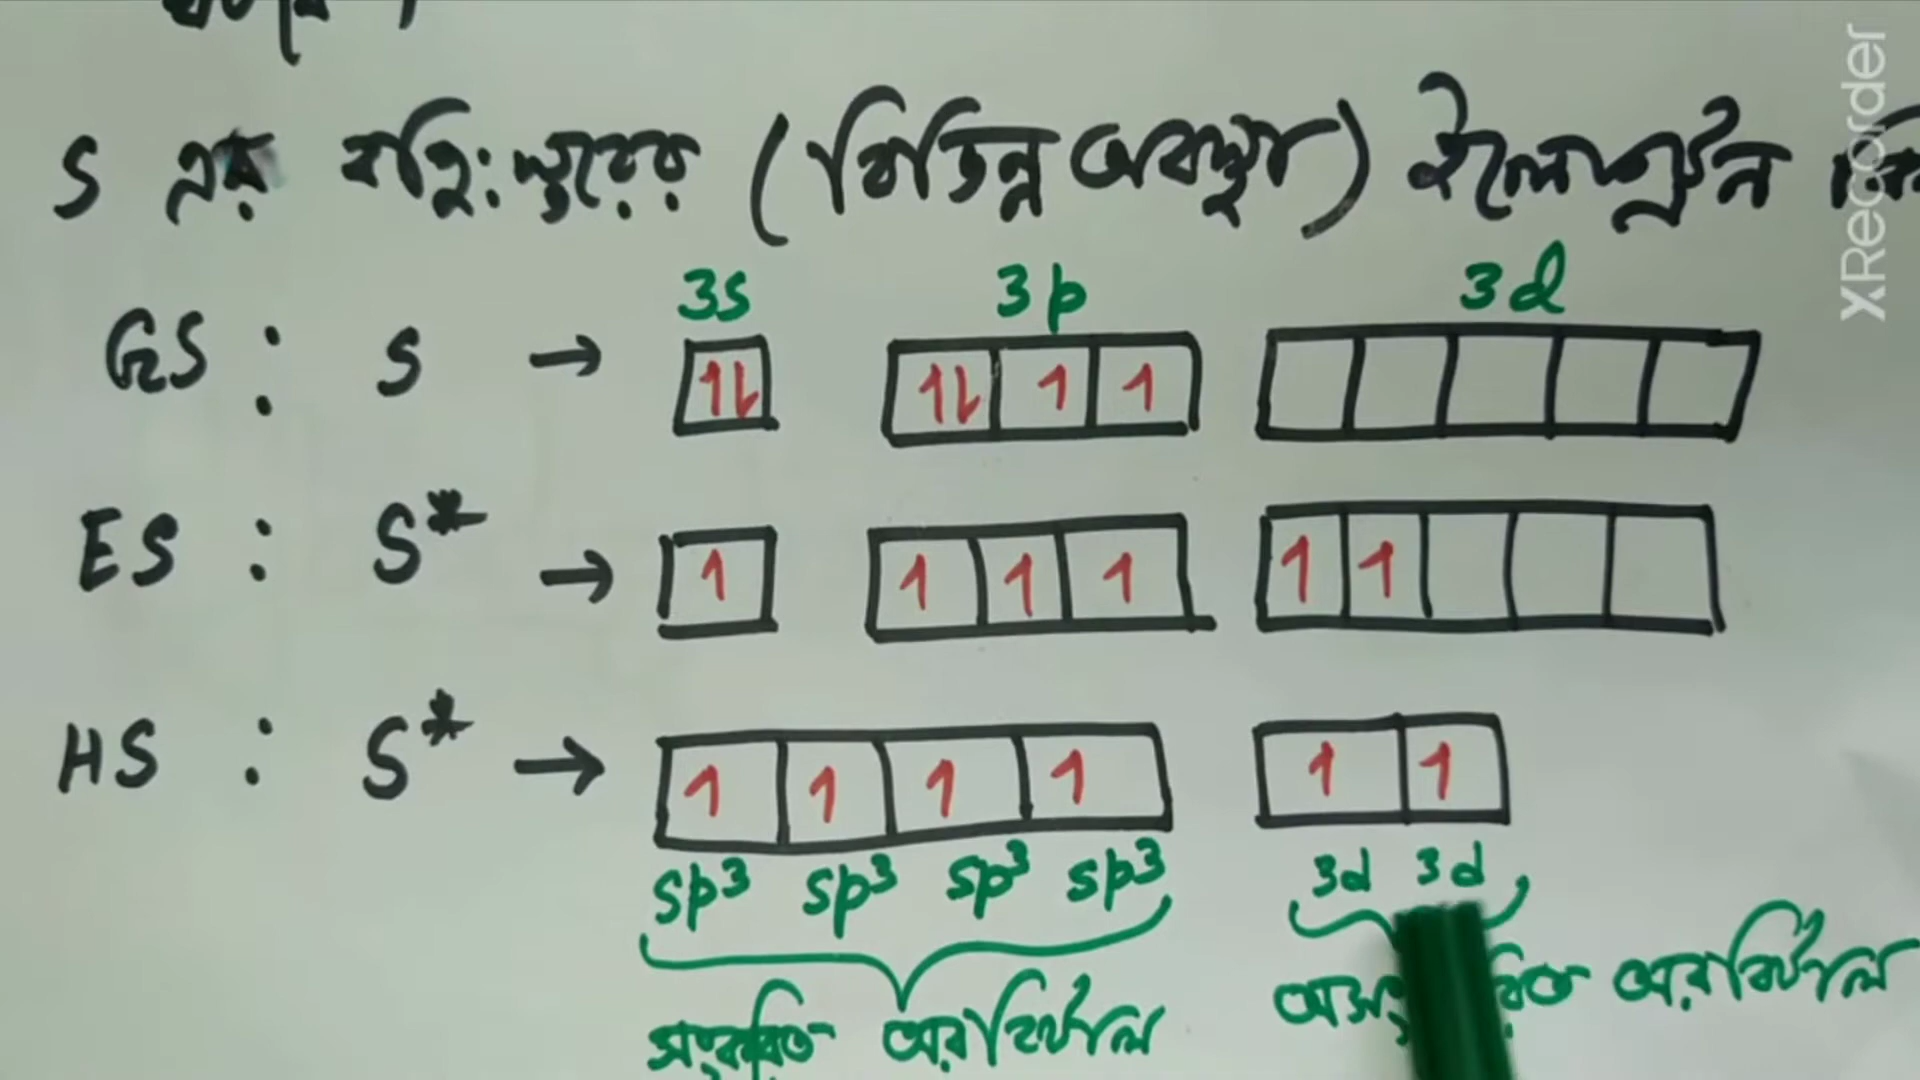 S এর বহিঃস্তরের (বিভিন্ন অবস্থা) ইলেকট্রন
3s 3p 3d
GS : S → 1L 1L 1 1
ES : S* → 1 1 1 1 1 1
HS : S* → 1 1 1 1 1 1
sp³ sp³ sp³ sp³ 3d 3d
সংকরিত অরবিটাল অরবিটাল
XRecorder